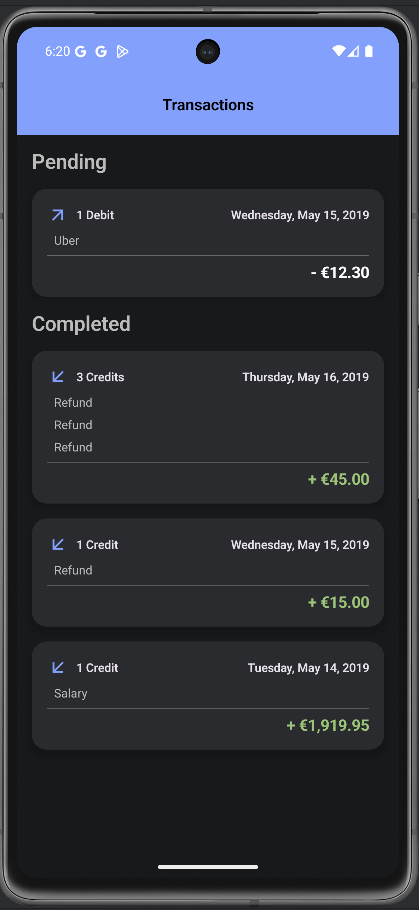 6:20 G G
Transactions
Pending
1 Debit Wednesday, May 15, 2019
Uber
- €12.30
Completed
3 Credits Thursday, May 16, 2019
Refund
Refund
Refund
+ €45.00
1 Credit Wednesday, May 15, 2019
Refund
+ €15.00
1 Credit Tuesday, May 14, 2019
Salary
+ €1,919.95